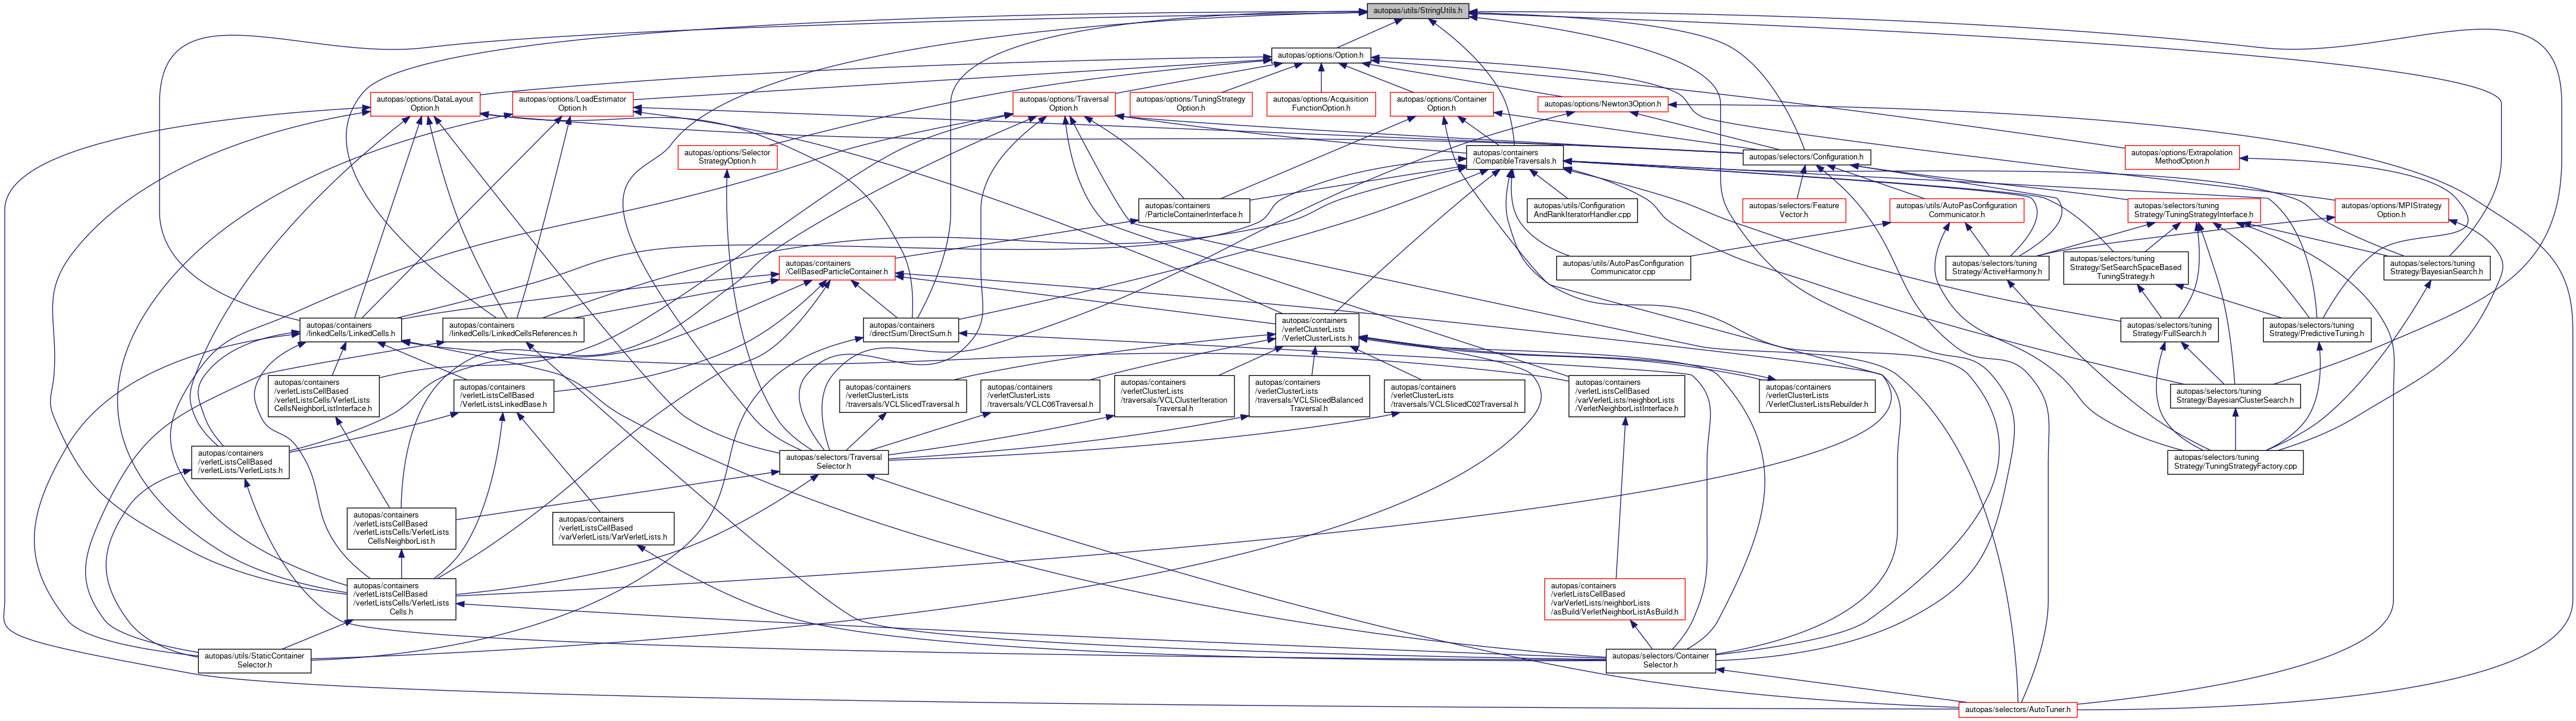 autopas/utils/StringUtils.h
autopas/options/Option.h
autopas/options/DataLayout
Option.h
autopas/options/LoadEstimator
Option.h
autopas/options/Traversal
Option.h
autopas/options/TuningStrategy
Option.h
autopas/options/Acquisition
FunctionOption.h
autopas/options/Container
Option.h
autopas/options/Newton3Option.h
autopas/options/Selector
StrategyOption.h
autopas/containers
/CompatibleTraversals.h
autopas/selectors/Configuration.h
autopas/options/Extrapolation
MethodOption.h
autopas/containers
/ParticleContainerInterface.h
autopas/utils/Configuration
AndRankIteratorHandler.cpp
autopas/selectors/Feature
Vector.h
autopas/utils/AutoPasConfiguration
Communicator.h
autopas/selectors/tuning
Strategy/TuningStrategyInterface.h
autopas/options/MPIStrategy
Option.h
autopas/containers
/CellBasedParticleContainer.h
autopas/utils/AutoPasConfiguration
Communicator.cpp
autopas/selectors/tuning
Strategy/ActiveHarmony.h
autopas/selectors/tuning
Strategy/SetSearchSpaceBased
TuningStrategy.h
autopas/selectors/tuning
Strategy/BayesianSearch.h
autopas/containers
/linkedCells/LinkedCells.h
autopas/containers
/linkedCells/LinkedCellsReferences.h
autopas/containers
/directSum/DirectSum.h
autopas/containers
/verletClusterLists
/VerletClusterLists.h
autopas/selectors/tuning
Strategy/FullSearch.h
autopas/selectors/tuning
Strategy/PredictiveTuning.h
autopas/containers
/verletListsCellBased
/verletListsCells/VerletLists
CellsNeighborListInterface.h
autopas/containers
/verletListsCellBased
/VerletListsLinkedBase.h
autopas/containers
/verletClusterLists
/traversals/VCLSlicedTraversal.h
autopas/containers
/verletClusterLists
/traversals/VCLC06Traversal.h
autopas/containers
/verletClusterLists
/traversals/VCLClusterIteration
Traversal.h
autopas/containers
/verletClusterLists
/traversals/VCLSlicedBalanced
Traversal.h
autopas/containers
/verletClusterLists
/traversals/VCLSlicedC02Traversal.h
autopas/containers
/verletListsCellBased
/varVerletLists/neighborLists
/VerletNeighborListInterface.h
autopas/containers
/verletClusterLists
/VerletClusterListsRebuilder.h
autopas/selectors/tuning
Strategy/BayesianClusterSearch.h
autopas/containers
/verletListsCellBased
/verletLists/VerletLists.h
autopas/selectors/Traversal
Selector.h
autopas/selectors/tuning
Strategy/TuningStrategyFactory.cpp
autopas/containers
/verletListsCellBased
/verletListsCells/VerletLists
CellsNeighborList.h
autopas/containers
/verletListsCellBased
/varVerletLists/VarVerletLists.h
autopas/containers
/verletListsCellBased
/verletListsCells/VerletLists
Cells.h
autopas/containers
/verletListsCellBased
/varVerletLists/neighborLists
/asBuild/VerletNeighborListAsBuild.h
autopas/utils/StaticContainer
Selector.h
autopas/selectors/Container
Selector.h
autopas/selectors/AutoTuner.h